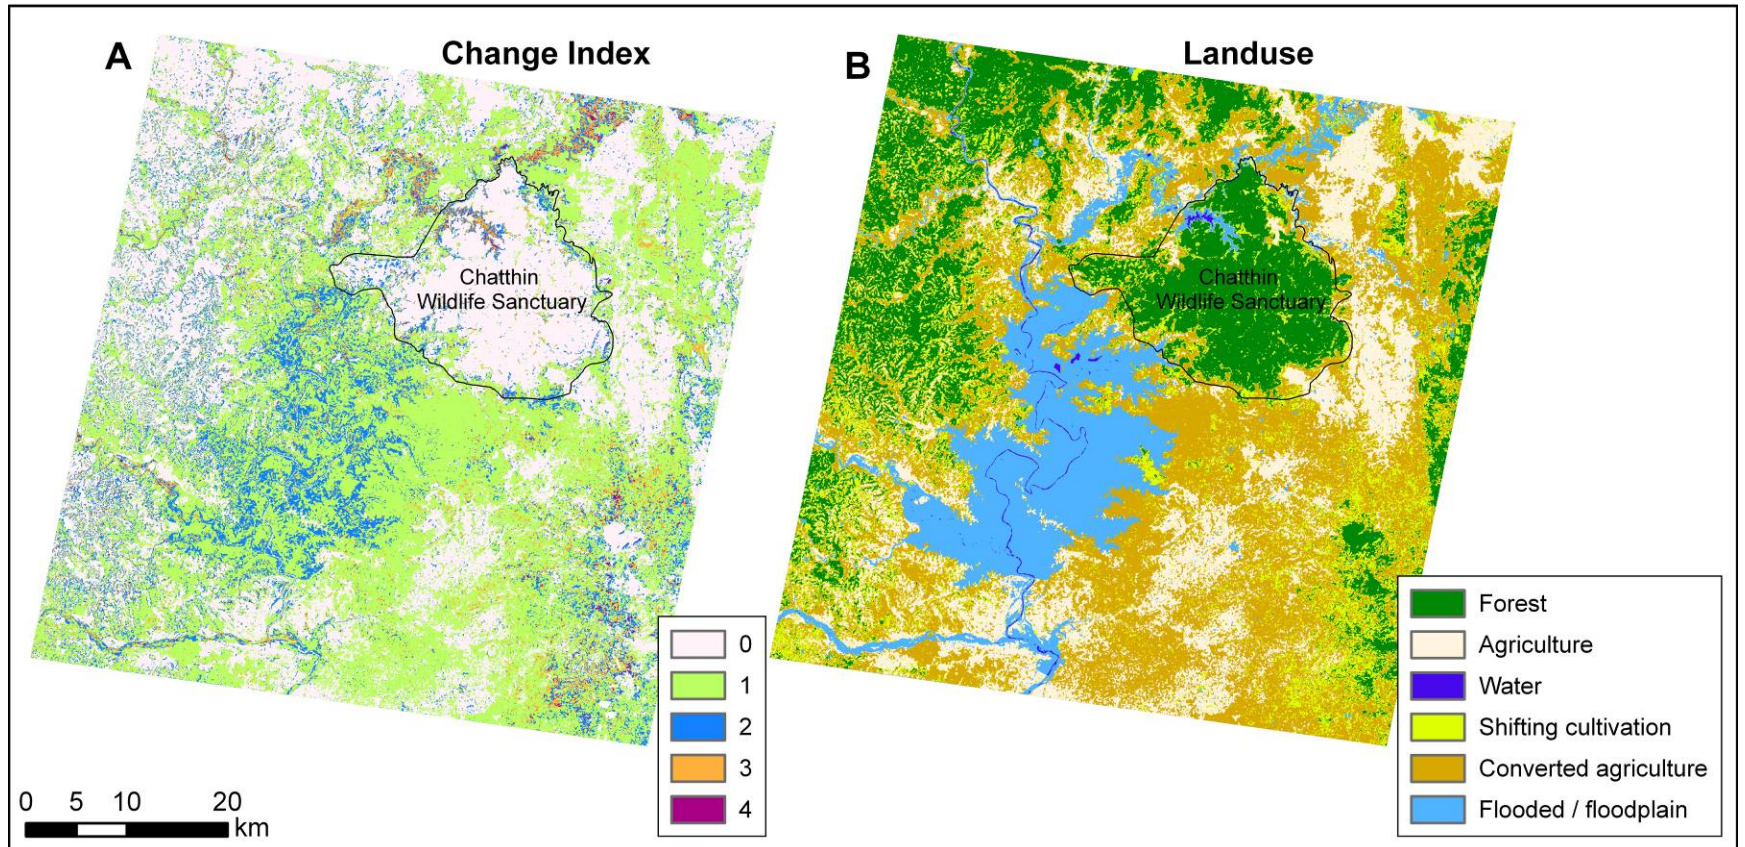 A
Change Index
Chatthin
Wildlife Sanctuary
0
1
2
3
4
0 5 10 20
km
B
Landuse
Chatthin
Wildlife Sanctuary
Forest
Agriculture
Water
Shifting cultivation
Converted agriculture
Flooded / floodplain